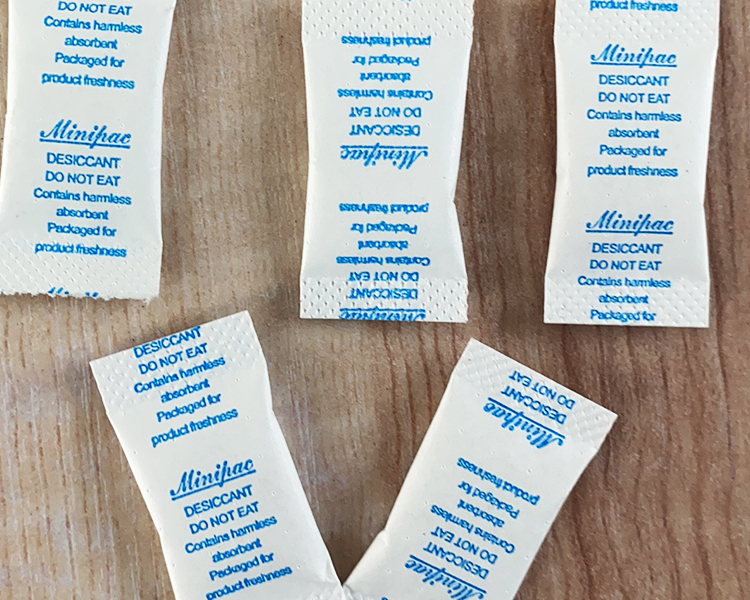 DO NOT EAT
Contains harmless
absorbent
Packaged for
product freshness
Minipac
DESICCANT
DO NOT EAT
Contains harmless
absorbent
Packaged for
product freshness
Minipac
DESICCANT
DO NOT EAT
Contains harmless
absorbent
Packaged for
product freshness
Minipac
DESICCANT
DO NOT EAT
Contains harmless
absorbent
Packaged for
product freshness
product freshness
Minipac
DESICCANT
DO NOT EAT
Contains harmless
absorbent
Packaged for
product freshness
Minipac
DESICCANT
DO NOT EAT
Contains harmless
absorbent
Packaged for
DESICCANT
DO NOT EAT
Contains harmless
absorbent
Packaged for
product freshness
Minipac
DESICCANT
DO NOT EAT
Contains harmless
absorbent
Packaged for
product freshness
Minipac
DESICCANT
DO NOT EAT
Contains harmless
absorbent
Packaged for
product freshness
Minipac
DESICCANT
DO NOT EAT